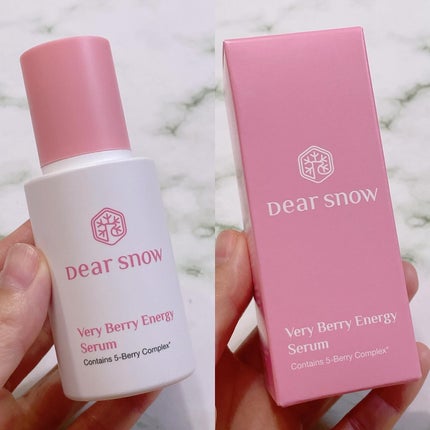 Dear snow
Very Berry Energy
Serum
Contains 5-Berry Complex*
Dear snow
Very Berry Energy
Serum
Contains 5-Berry Complex*